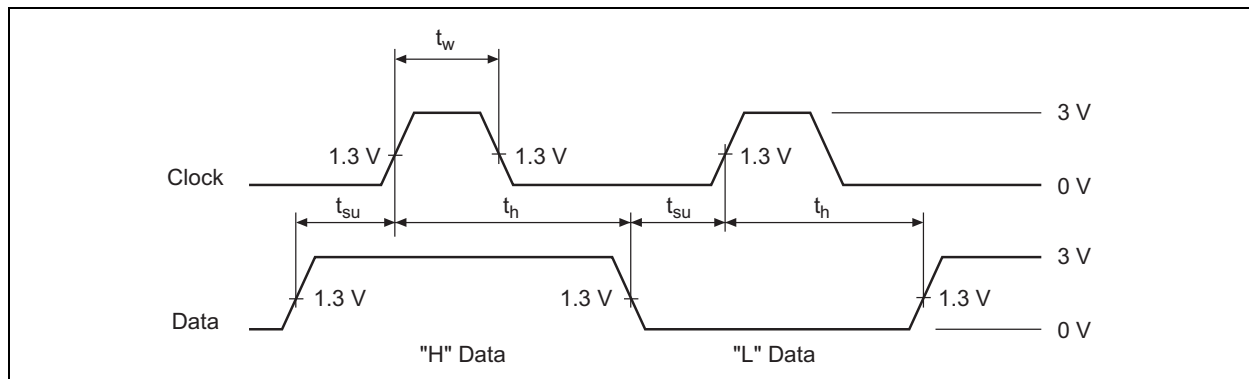 t_w
3 V
1.3 V
1.3 V
1.3 V
Clock
0 V
t_su
t_h
t_su
t_h
3 V
1.3 V
1.3 V
1.3 V
Data
0 V
"H" Data
"L" Data